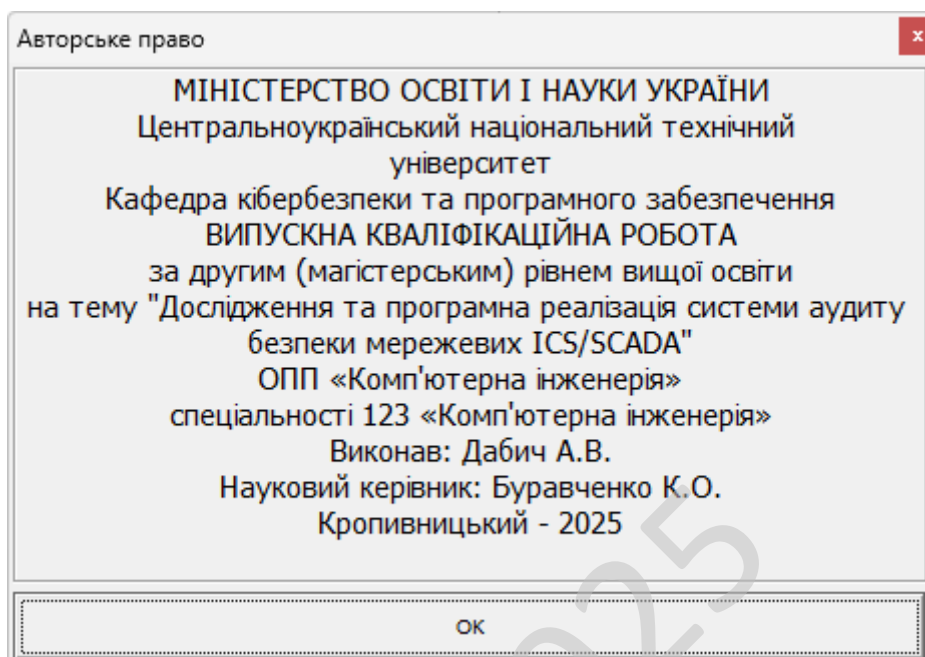 Авторське право
x
МІНІСТЕРСТВО ОСВІТИ І НАУКИ УКРАЇНИ
Центральноукраїнський національний технічний
університет
Кафедра кібербезпеки та програмного забезпечення
ВИПУСКНА КВАЛІФІКАЦІЙНА РОБОТА
за другим (магістерським) рівнем вищої освіти
на тему "Дослідження та програмна реалізація системи аудиту
безпеки мережевих ICS/SCADA"
ОПП «Комп'ютерна інженерія»
спеціальності 123 «Комп'ютерна інженерія»
Виконав: Дабич А.В.
Науковий керівник: Буравченко К.О.
Кропивницький - 2025
2025
ОК